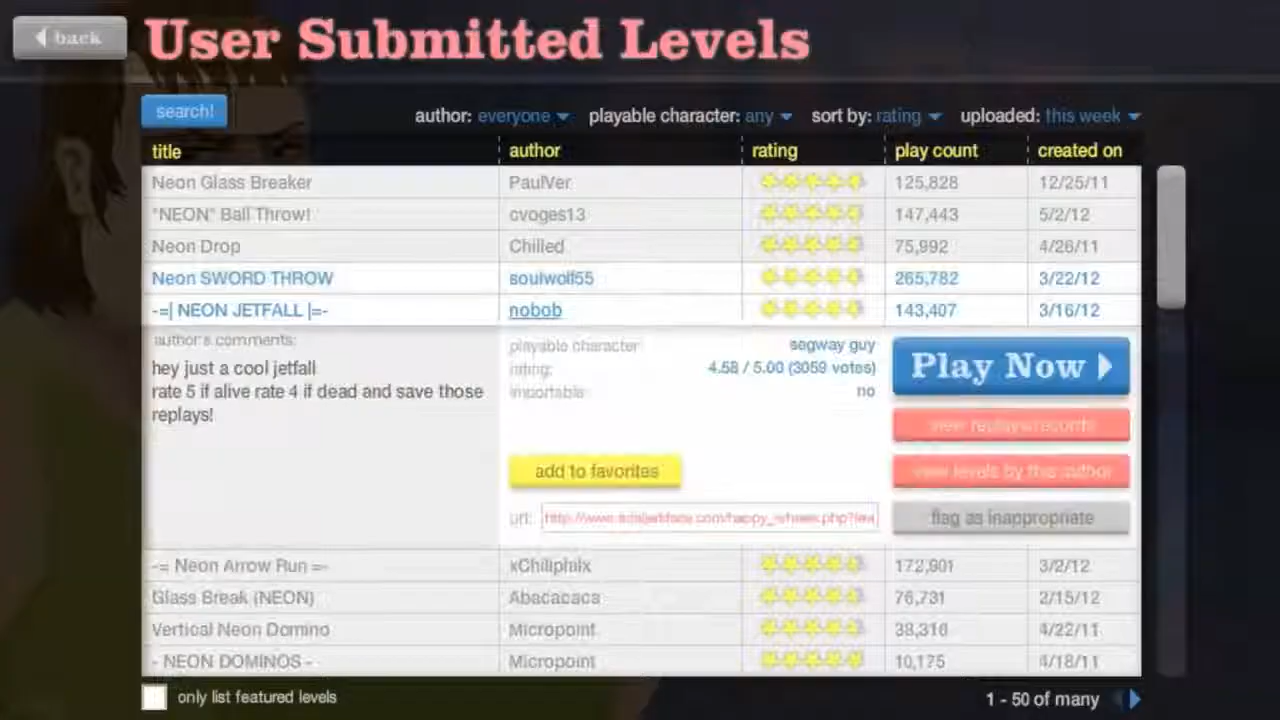 back
User Submitted Levels
search!
author: everyone playable character: any sort by: rating uploaded: this week
title author rating play count created on
Neon Glass Breaker PaulVer 125,828 12/25/11
"NEON" Ball Throw! cvoges13 147,443 5/2/12
Neon Drop Chilled 75,992 4/26/11
Neon SWORD THROW soulwolf55 265,782 3/22/12
-=| NEON JETFALL |=- nobob 143,407 3/16/12
author's comments:
hey just a cool jetfall
rate 5 if alive rate 4 if dead and save those
replays!
playable character: segway guy
rating: 4.58 / 5.00 (3059 votes)
importable: no
add to favorites
url:
Play Now
view levels by this author
flag as inappropriate
-= Neon Arrow Run =- 172,901 3/2/12
Glass Break (NEON) Abacacaca 76,731 2/15/12
Vertical Neon Domino Micropoint 38,316 4/22/11
- NEON DOMINOS - Micropoint 10,175 4/18/11
only list featured levels
1 - 50 of many